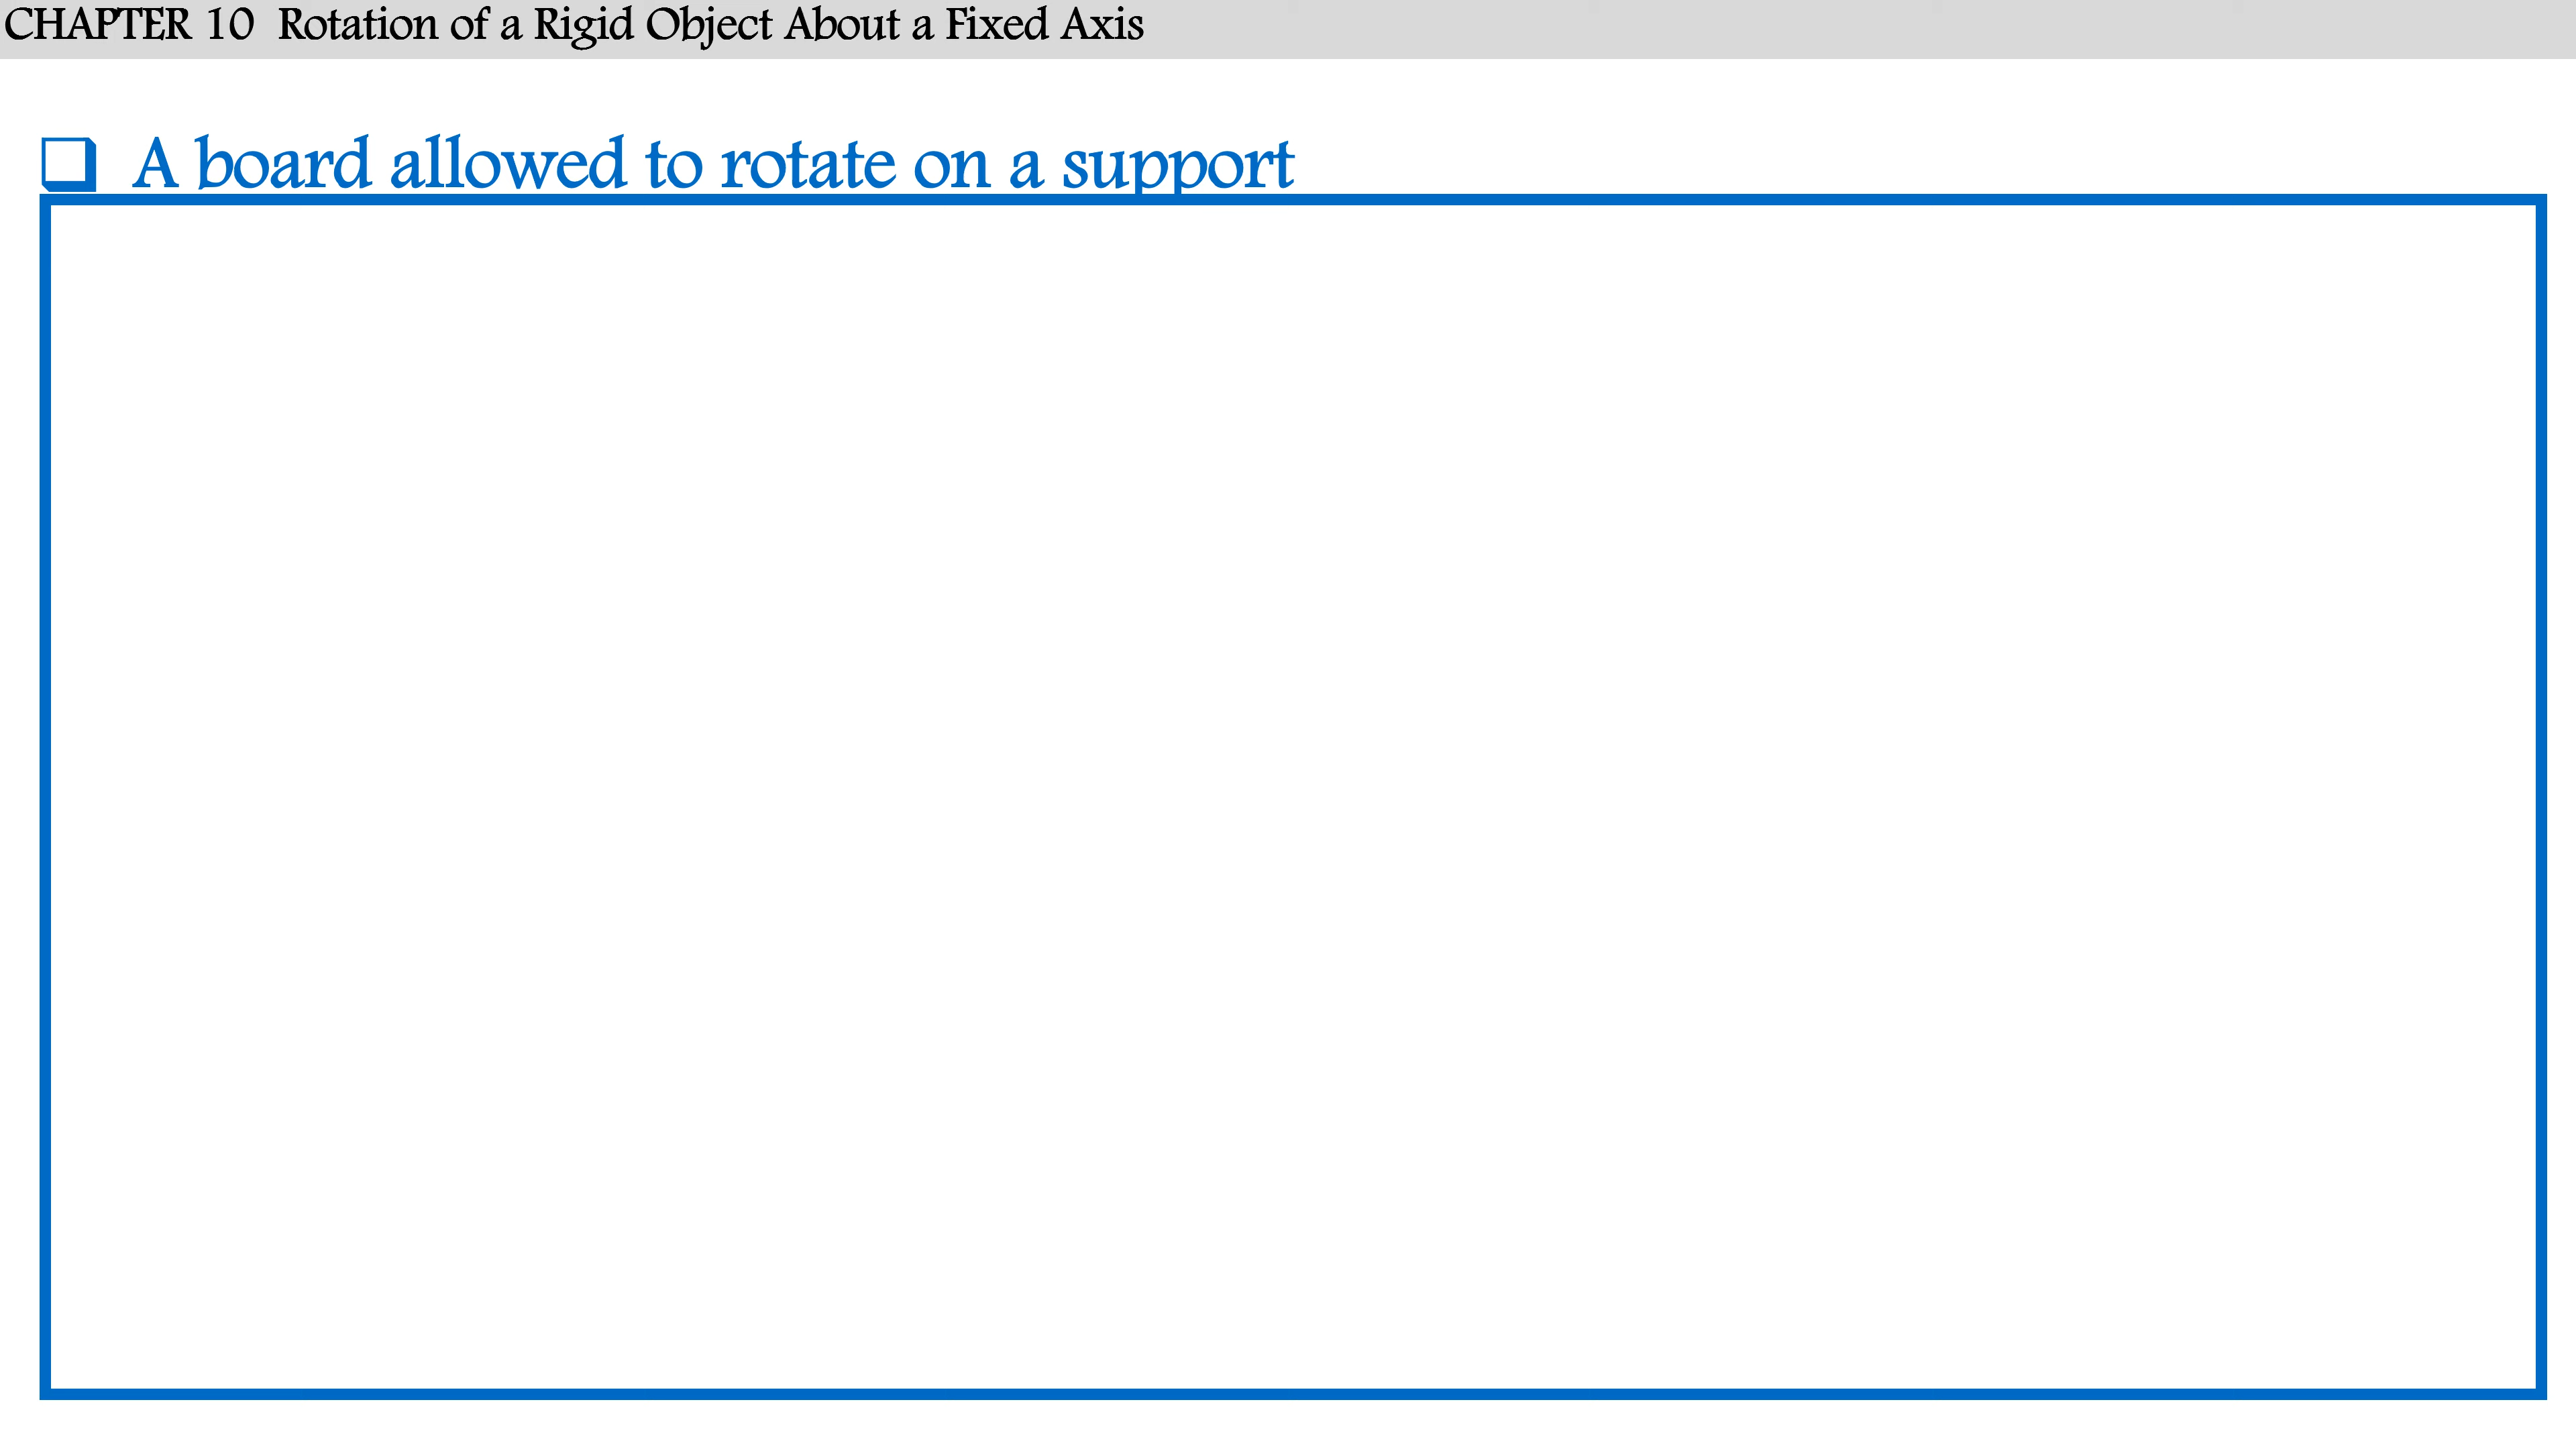 CHAPTER 10 Rotation of a Rigid Object About a Fixed Axis
❑ A board allowed to rotate on a support